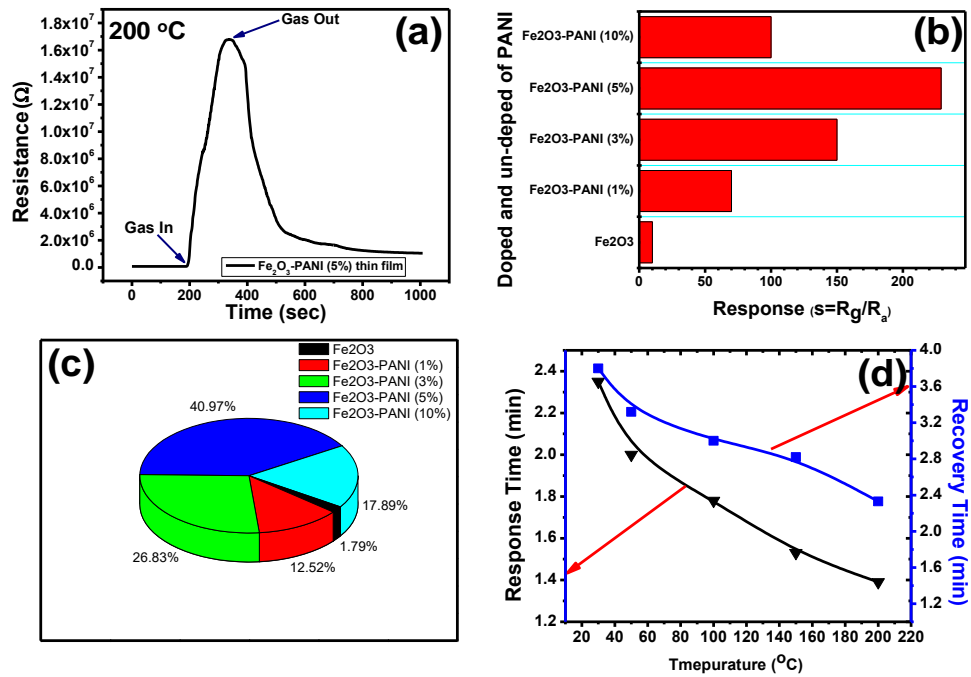 200 °C
Gas Out
(a)
1.8x10⁷
1.6x10⁷
1.4x10⁷
1.2x10⁷
1.0x10⁷
8.0x10⁶
6.0x10⁶
4.0x10⁶
2.0x10⁶
0.0
Resistance(Ω)
Gas In
Fe₂O₃-PANI (5%) thin film
0 200 400 600 800 1000
Time (sec)
(b)
Doped and un-deped of PANI
Fe2O3-PANI (10%)
Fe2O3-PANI (5%)
Fe2O3-PANI (3%)
Fe2O3-PANI (1%)
Fe2O3
0 50 100 150 200
Response (s=Rg/Rₐ)
(c)
Fe2O3
Fe2O3-PANI (1%)
Fe2O3-PANI (3%)
Fe2O3-PANI (5%)
Fe2O3-PANI (10%)
40.97%
17.89%
1.79%
12.52%
26.83%
(d)
Response Time (min)
2.4
2.2
2.0
1.8
1.6
1.4
1.2
4.0
3.6
3.2
2.8
2.4
2.0
1.6
1.2
Recovery Time (min)
20 40 60 80 100 120 140 160 180 200 220
Tmepurature (°C)